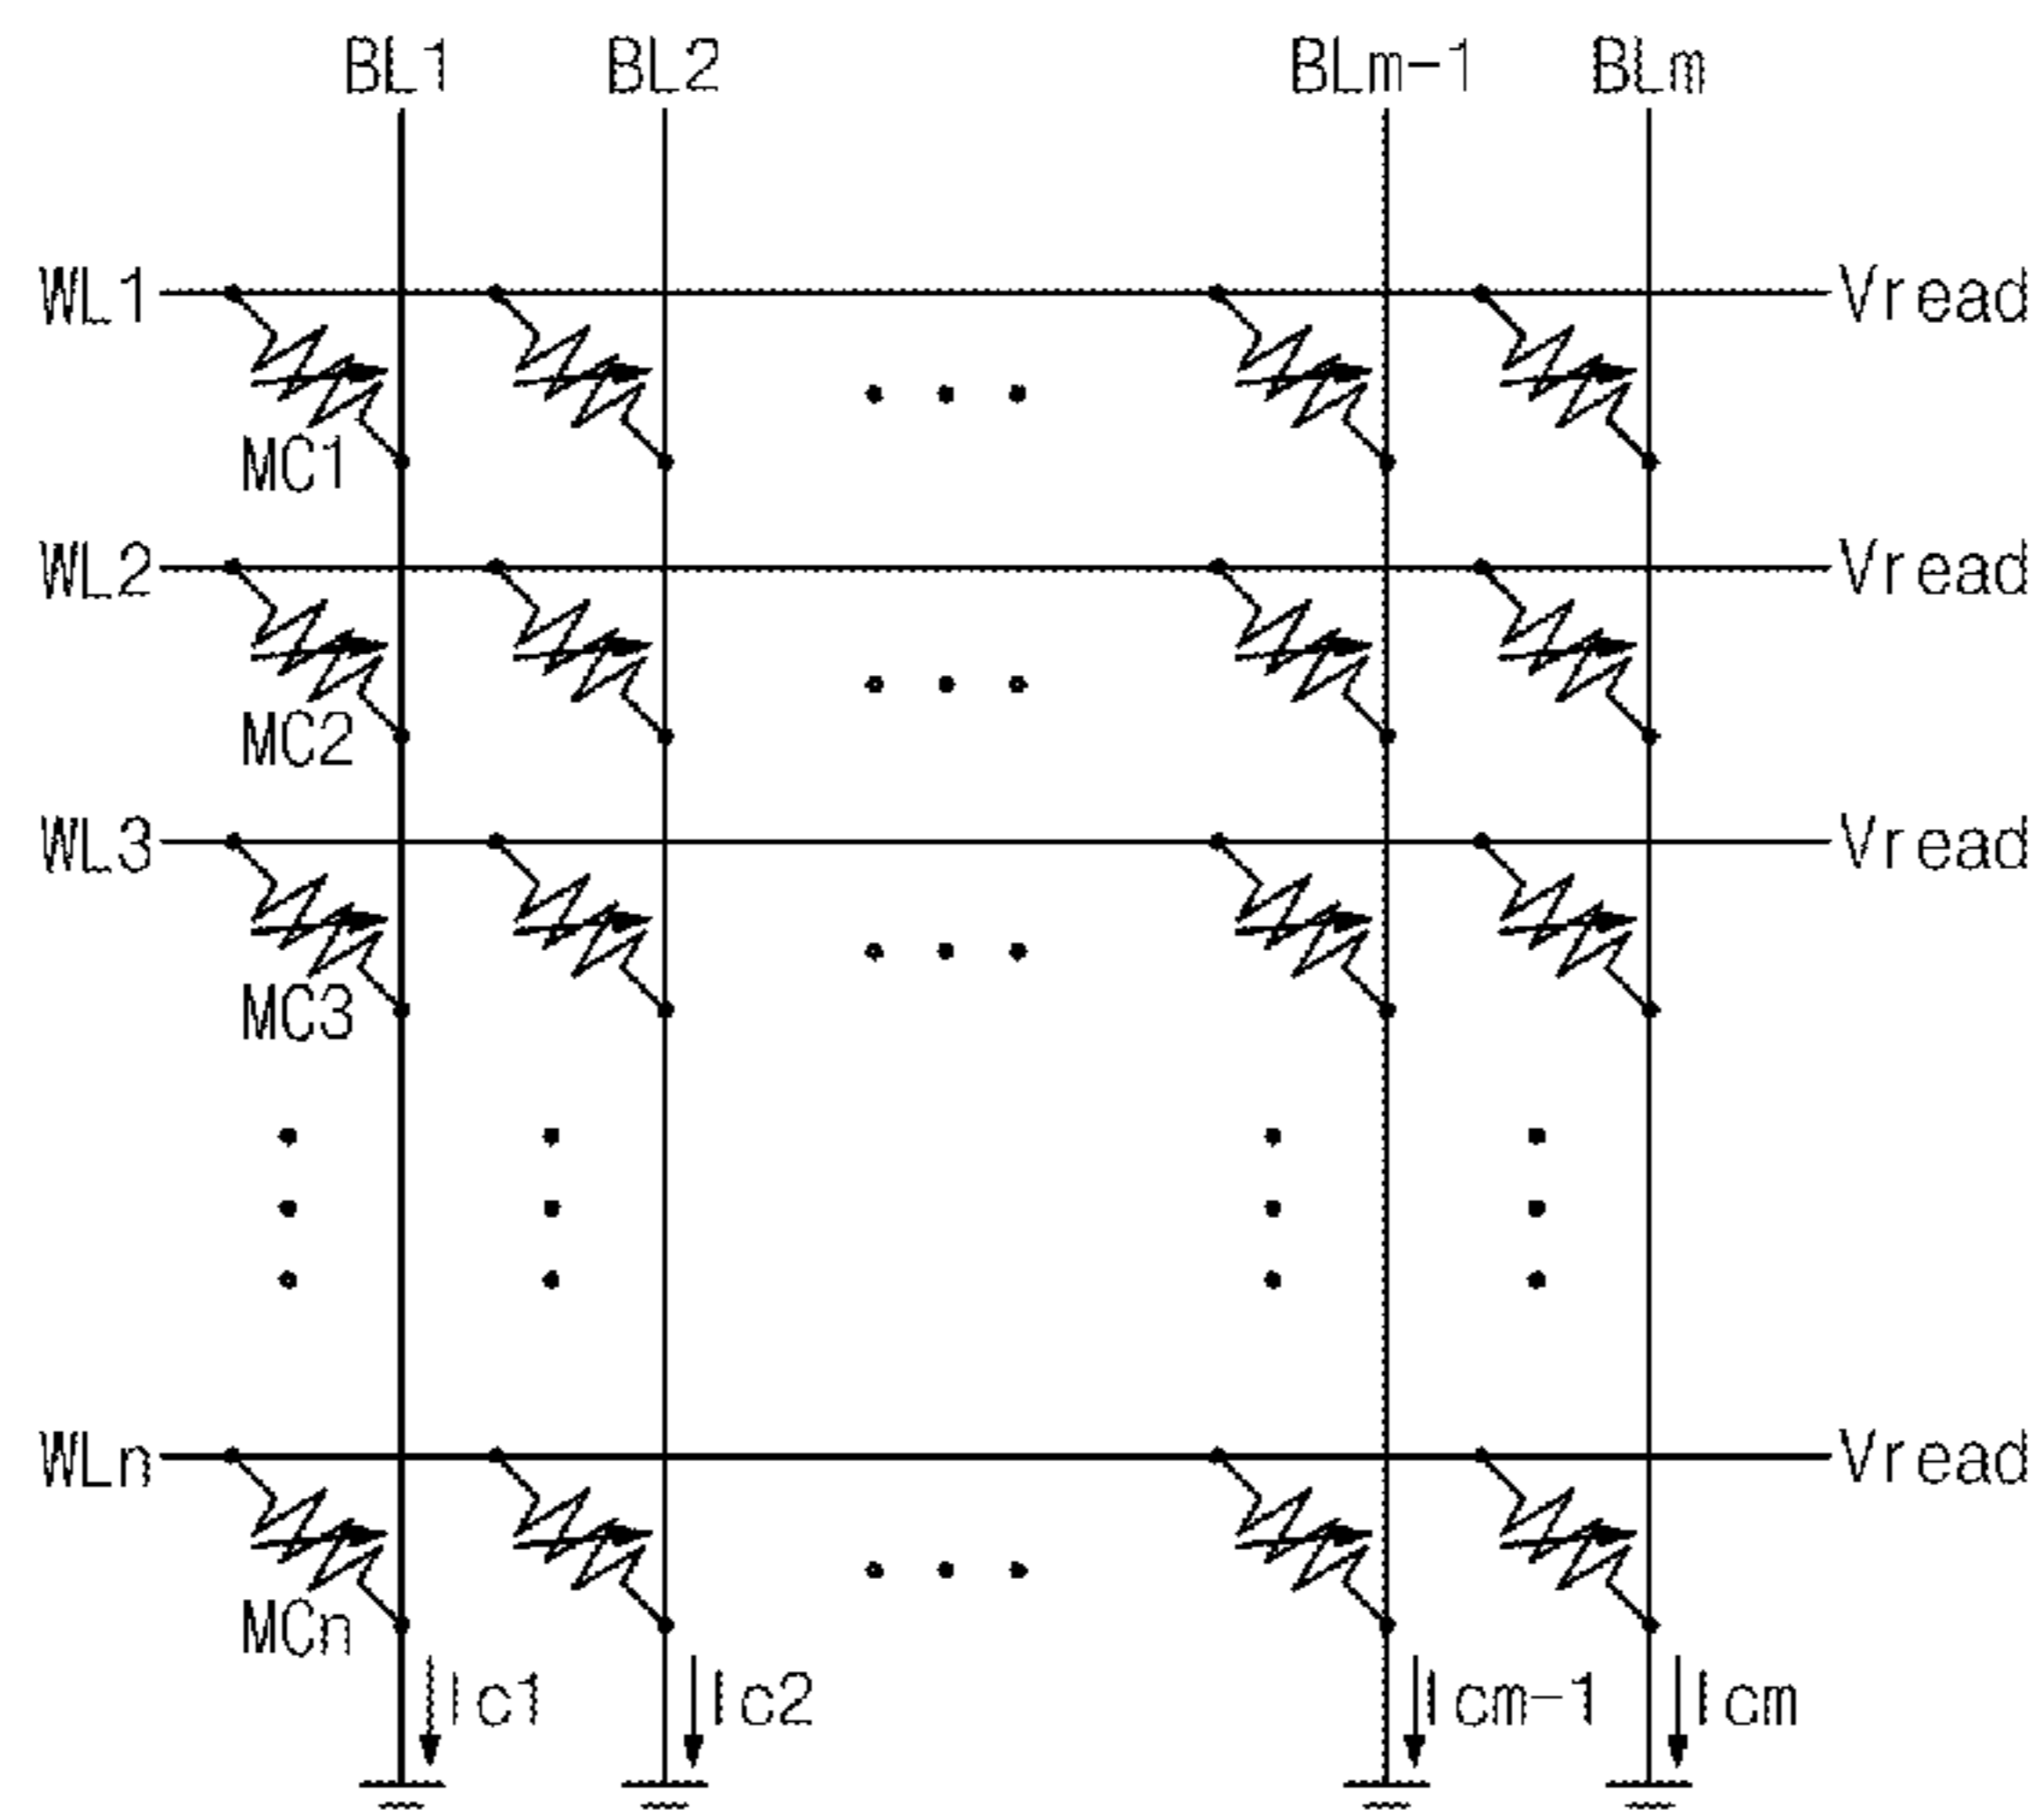 BL1 BL2 BLm-1 BLm
WL1 Vread
MC1
WL2 Vread
MC2
WL3 Vread
MC3
WLn Vread
MCn
Ic1 Ic2 Icm-1 Icm